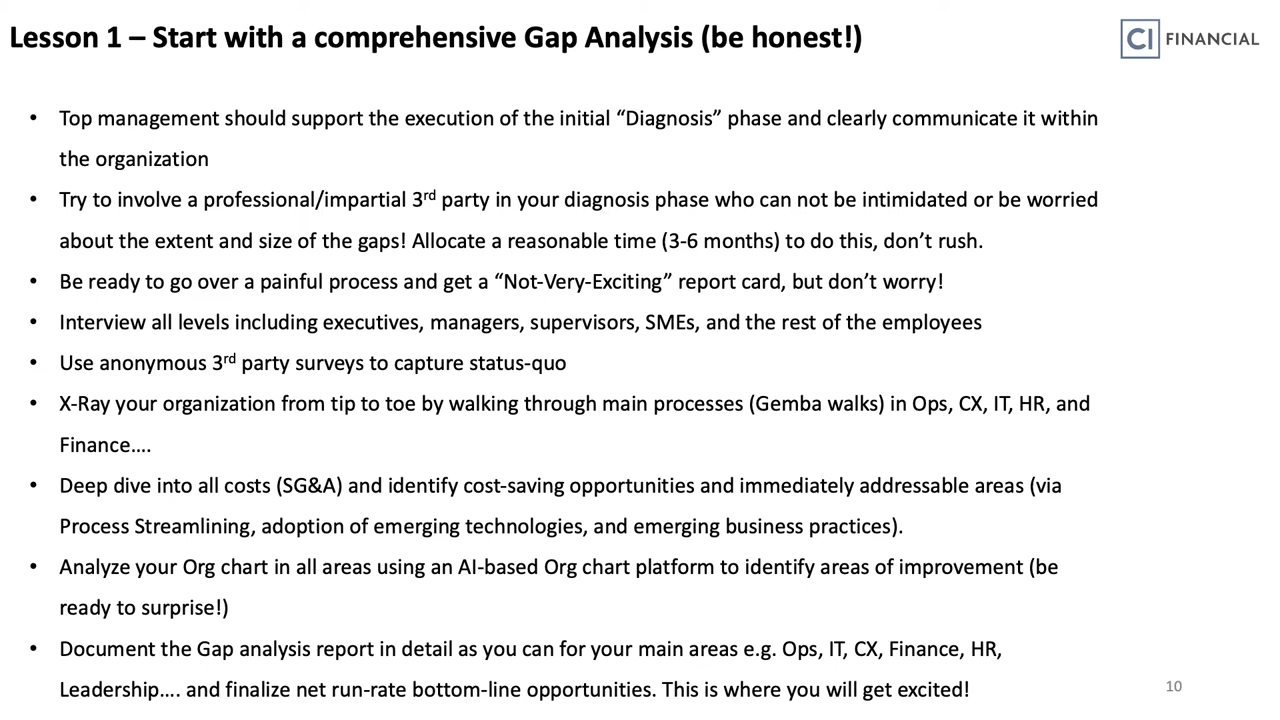 Lesson 1 – Start with a comprehensive Gap Analysis (be honest!)
CI FINANCIAL
• Top management should support the execution of the initial “Diagnosis” phase and clearly communicate it within
the organization
• Try to involve a professional/impartial 3rd party in your diagnosis phase who can not be intimidated or be worried
about the extent and size of the gaps! Allocate a reasonable time (3-6 months) to do this, don’t rush.
• Be ready to go over a painful process and get a “Not-Very-Exciting” report card, but don’t worry!
• Interview all levels including executives, managers, supervisors, SMEs, and the rest of the employees
• Use anonymous 3rd party surveys to capture status-quo
• X-Ray your organization from tip to toe by walking through main processes (Gemba walks) in Ops, CX, IT, HR, and
Finance….
• Deep dive into all costs (SG&A) and identify cost-saving opportunities and immediately addressable areas (via
Process Streamlining, adoption of emerging technologies, and emerging business practices).
• Analyze your Org chart in all areas using an AI-based Org chart platform to identify areas of improvement (be
ready to surprise!)
• Document the Gap analysis report in detail as you can for your main areas e.g. Ops, IT, CX, Finance, HR,
Leadership…. and finalize net run-rate bottom-line opportunities. This is where you will get excited!
10